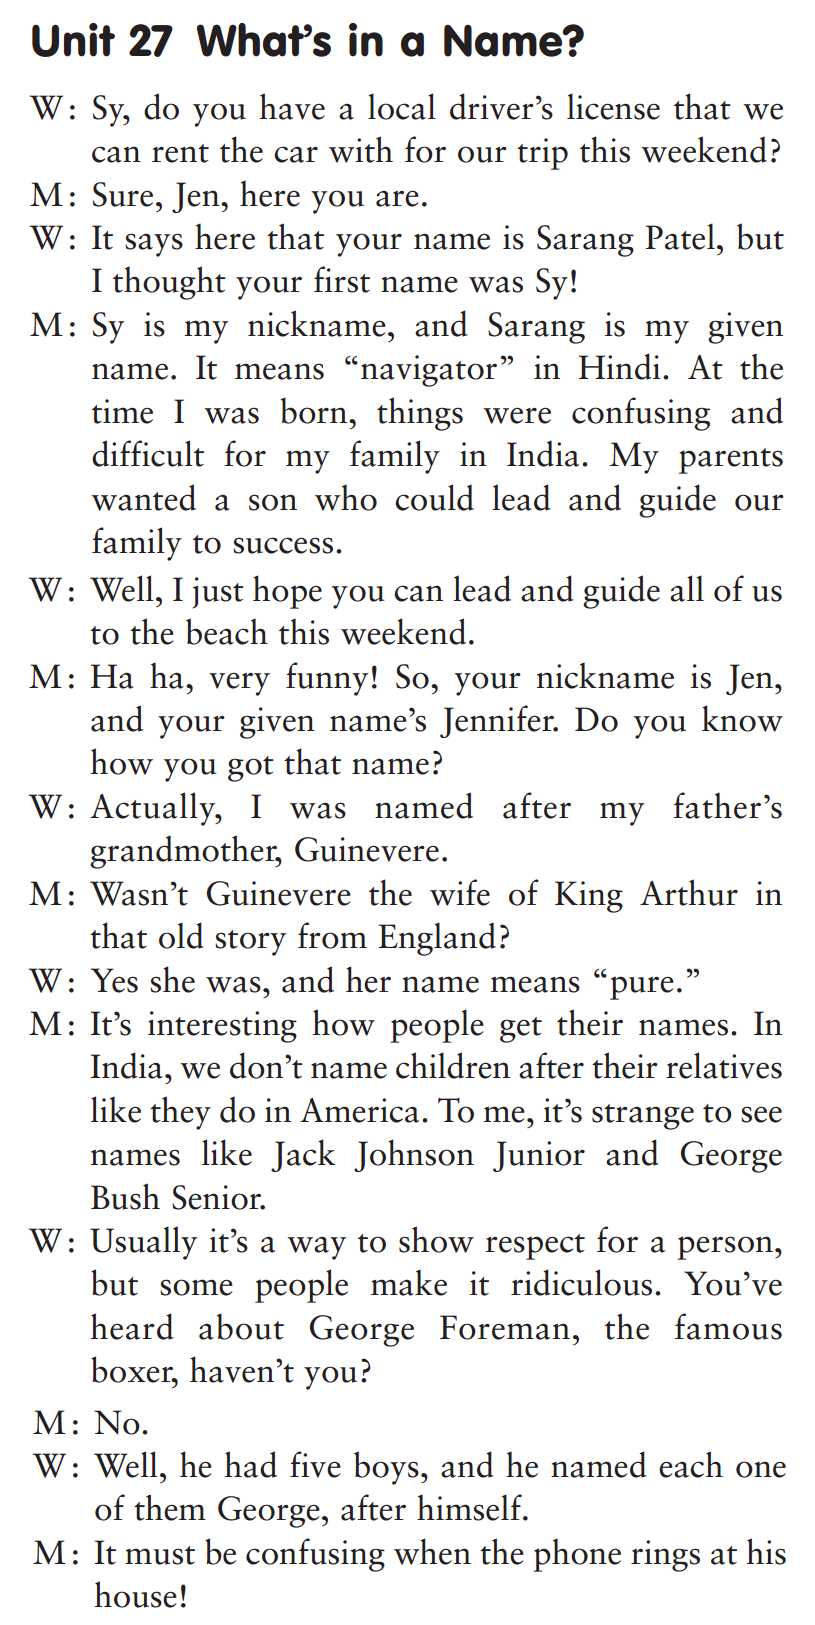 Unit 27 What's in a Name?
W: Sy, do you have a local driver's license that we
can rent the car with for our trip this weekend?
M: Sure, Jen, here you are.
W: It says here that your name is Sarang Patel, but
I thought your first name was Sy!
M: Sy is my nickname, and Sarang is my given
name. It means “navigator” in Hindi. At the
time I was born, things were confusing and
difficult for my family in India. My parents
wanted a son who could lead and guide our
family to success.
W: Well, I just hope you can lead and guide all of us
to the beach this weekend.
M: Ha ha, very funny! So, your nickname is Jen,
and your given name's Jennifer. Do you know
how you got that name?
W: Actually, I was named after my father's
grandmother, Guinevere.
M: Wasn't Guinevere the wife of King Arthur in
that old story from England?
W: Yes she was, and her name means “pure.”
M: It's interesting how people get their names. In
India, we don't name children after their relatives
like they do in America. To me, it's strange to see
names like Jack Johnson Junior and George
Bush Senior.
W: Usually it's a way to show respect for a person,
but some people make it ridiculous. You've
heard about George Foreman, the famous
boxer, haven't you?
M: No.
W: Well, he had five boys, and he named each one
of them George, after himself.
M: It must be confusing when the phone rings at his
house!